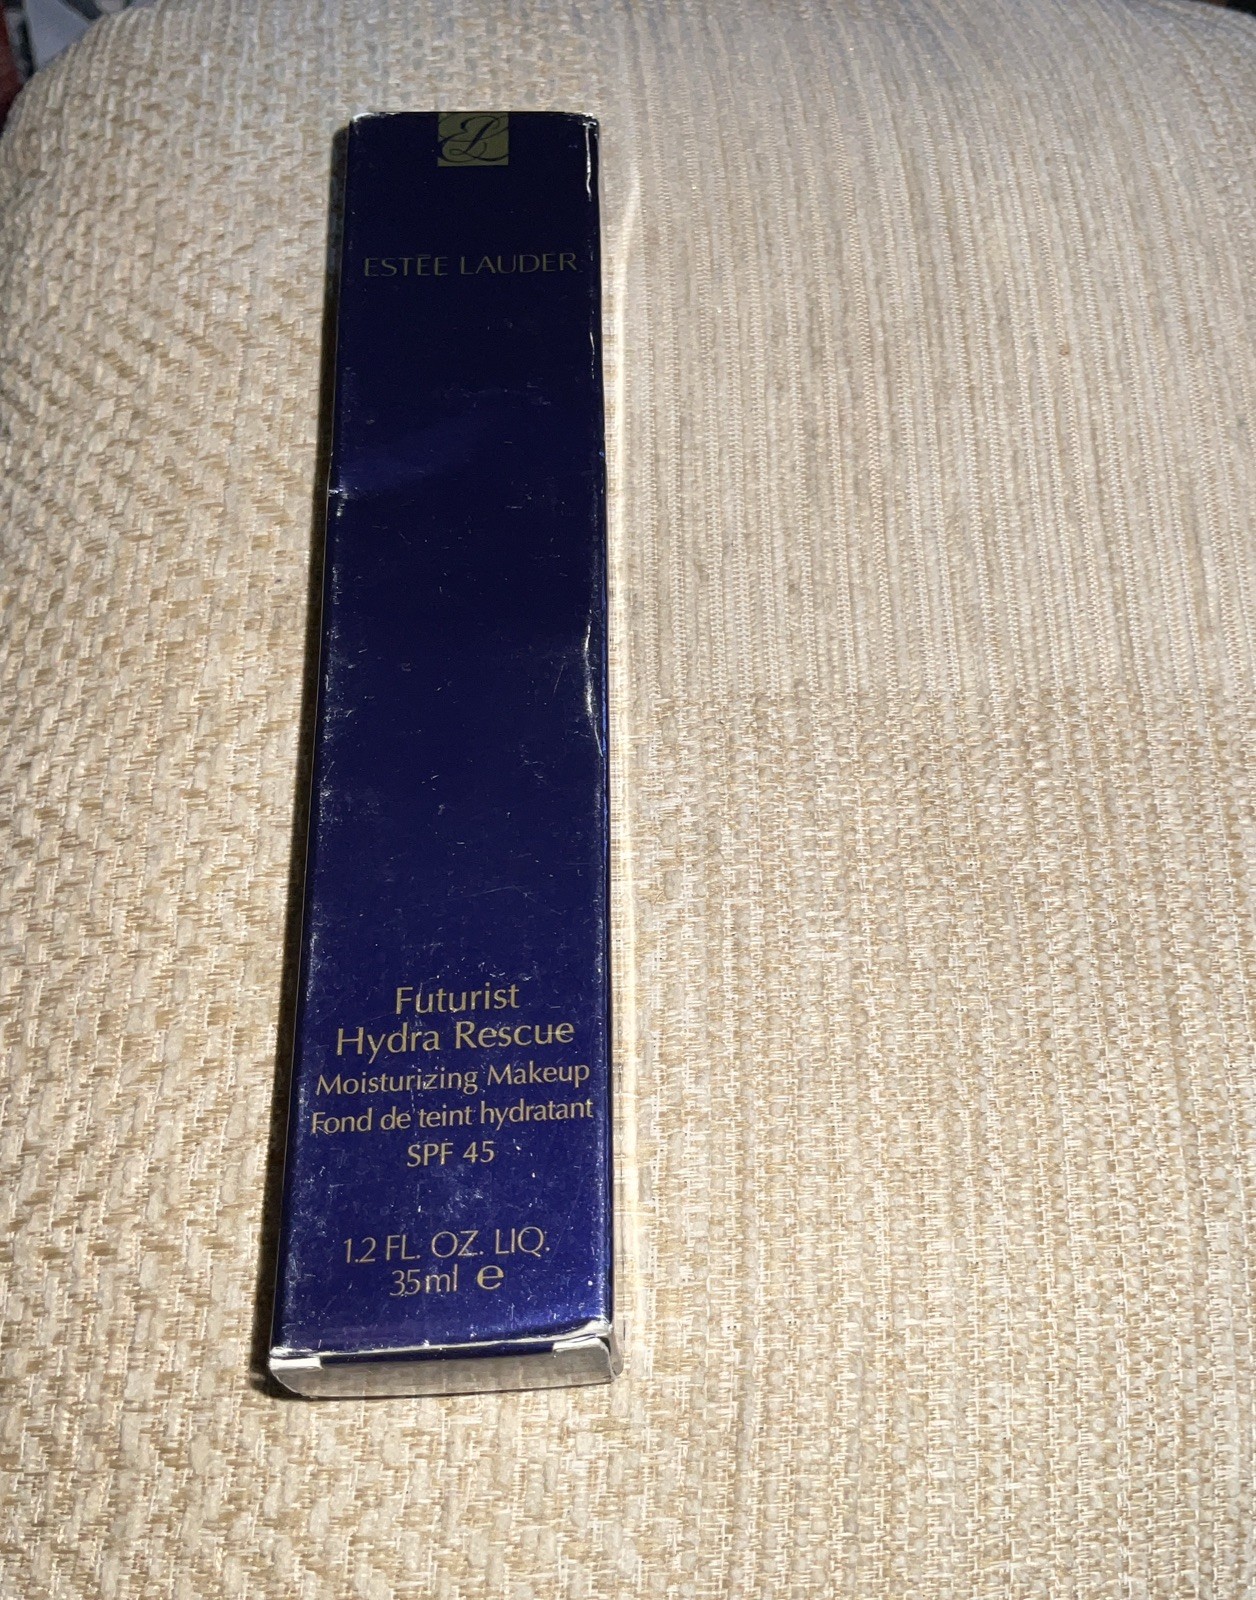 EL
ESTĒE LAUDER
Futurist
Hydra Rescue
Moisturizing Makeup
Fond de teint hydratant
SPF 45
1.2 FL. OZ. LIQ.
35ml ℮